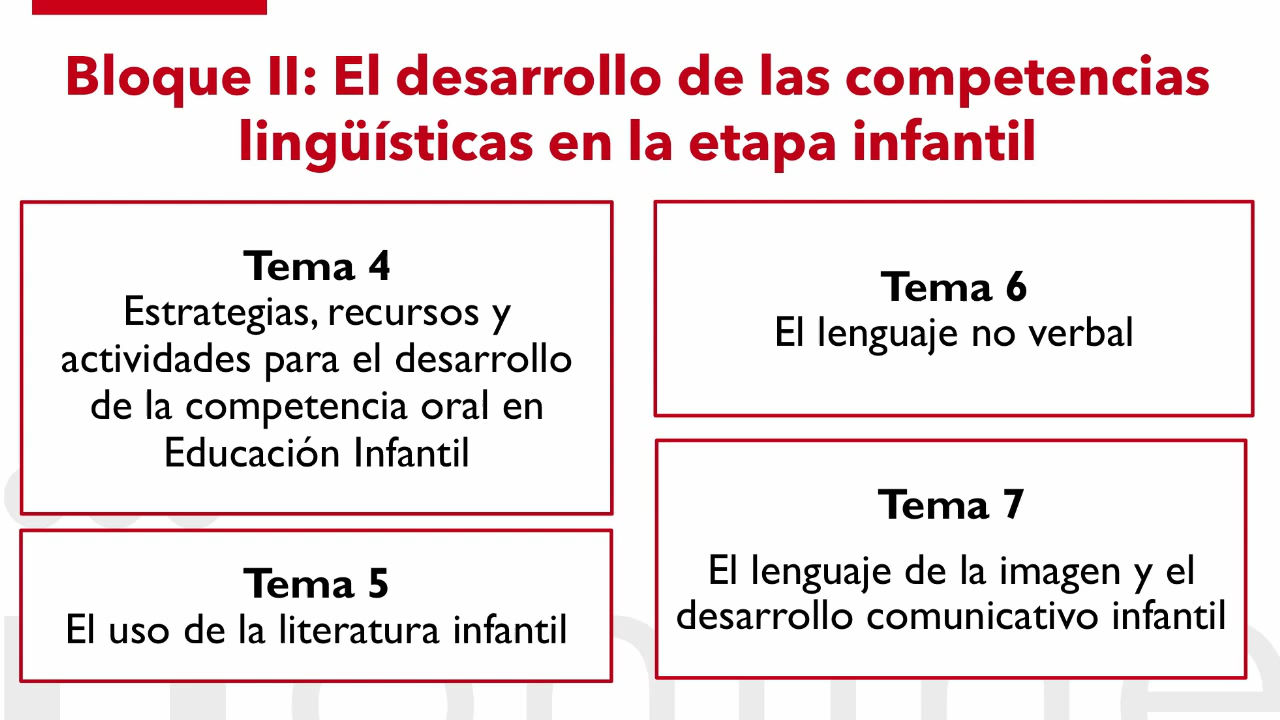 Bloque II: El desarrollo de las competencias
lingüísticas en la etapa infantil
Tema 4
Estrategias, recursos y
actividades para el desarrollo
de la competencia oral en
Educación Infantil
Tema 5
El uso de la literatura infantil
Tema 6
El lenguaje no verbal
Tema 7
El lenguaje de la imagen y el
desarrollo comunicativo infantil